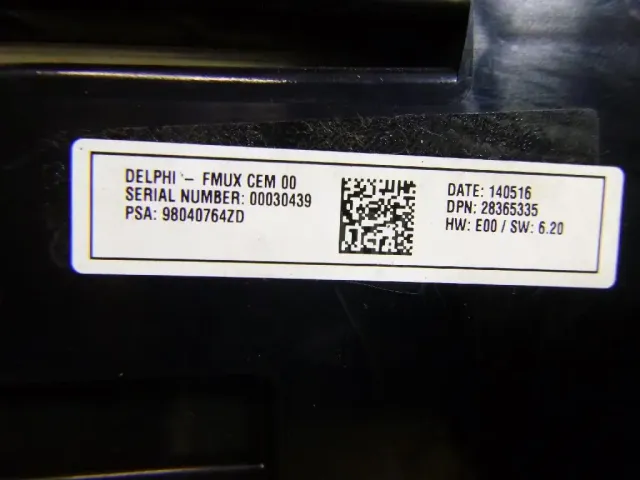 DELPHI - FMUX CEM 00
SERIAL NUMBER: 00030439
PSA: 98040764ZD
DATE: 140516
DPN: 28365335
HW: E00 / SW: 6.20